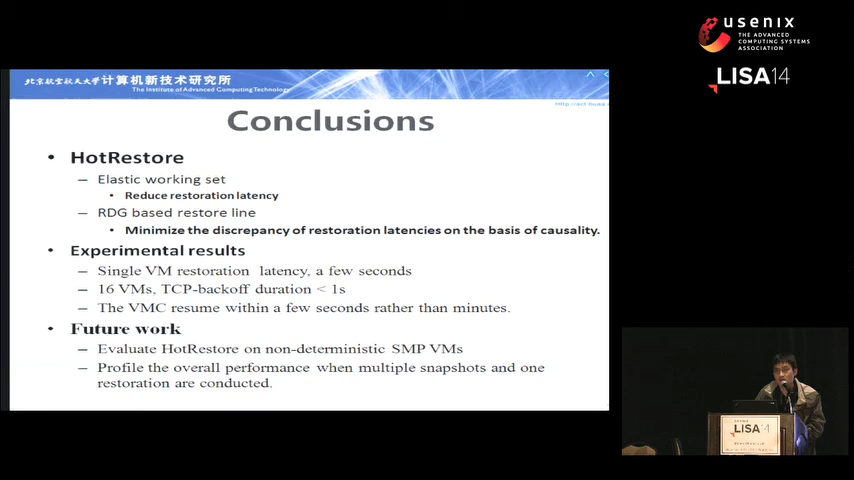 usenix
THE ADVANCED
COMPUTING SYSTEMS
ASSOCIATION
LISA14
北京航空航天大学计算机新技术研究所
The Institute of Advanced Computing Technology
Conclusions
• HotRestore
– Elastic working set
• Reduce restoration latency
– RDG based restore line
• Minimize the discrepancy of restoration latencies on the basis of causality.
• Experimental results
– Single VM restoration latency, a few seconds
– 16 VMs, TCP-backoff duration < 1s
– The VMC resume within a few seconds rather than minutes.
• Future work
– Evaluate HotRestore on non-deterministic SMP VMs
– Profile the overall performance when multiple snapshots and one
restoration are conducted.
LISA14